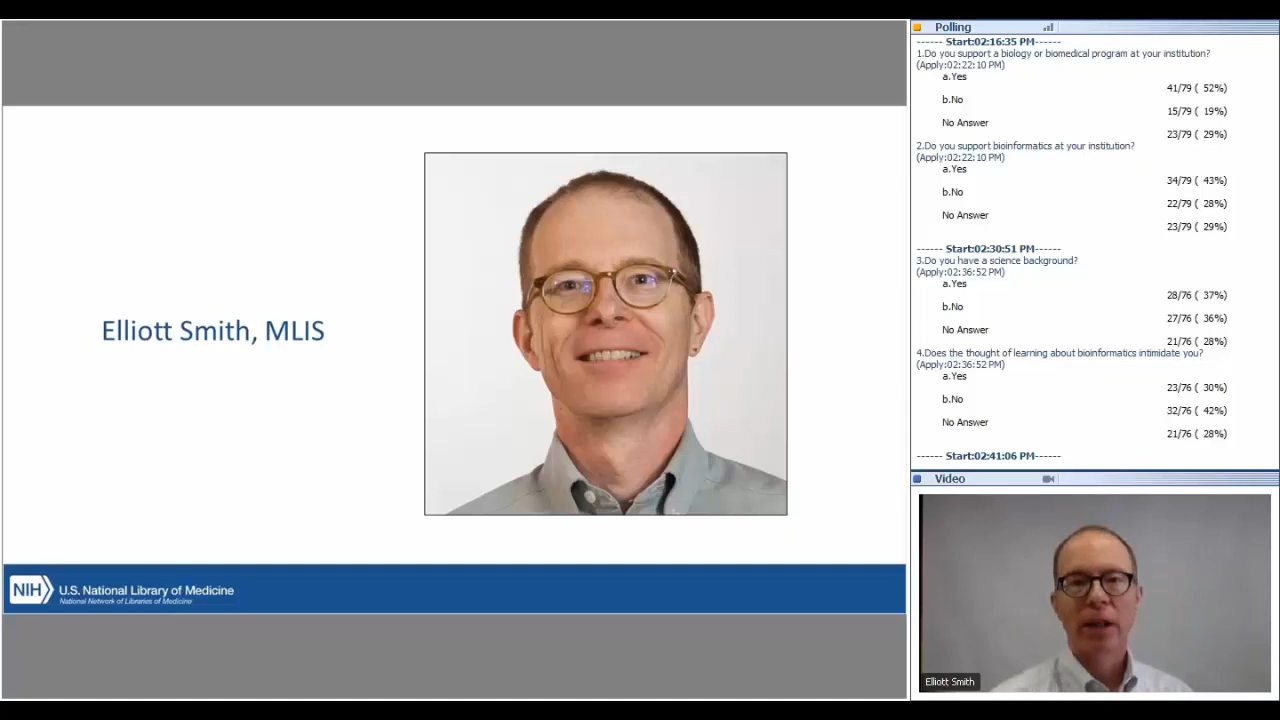 Elliott Smith, MLIS
NIH
U.S. National Library of Medicine
National Network of Libraries of Medicine
Polling
------ Start:02:16:35 PM------
1.Do you support a biology or biomedical program at your institution?
(Apply:02:22:10 PM)
a.Yes
41/79 ( 52%)
b.No
15/79 ( 19%)
No Answer
23/79 ( 29%)
2.Do you support bioinformatics at your institution?
(Apply:02:22:10 PM)
a.Yes
34/79 ( 43%)
b.No
22/79 ( 28%)
No Answer
23/79 ( 29%)
------ Start:02:30:51 PM------
3.Do you have a science background?
(Apply:02:36:52 PM)
a.Yes
28/76 ( 37%)
b.No
27/76 ( 36%)
No Answer
21/76 ( 28%)
4.Does the thought of learning about bioinformatics intimidate you?
(Apply:02:36:52 PM)
a.Yes
23/76 ( 30%)
b.No
32/76 ( 42%)
No Answer
21/76 ( 28%)
------ Start:02:41:06 PM------
Video
Elliott Smith